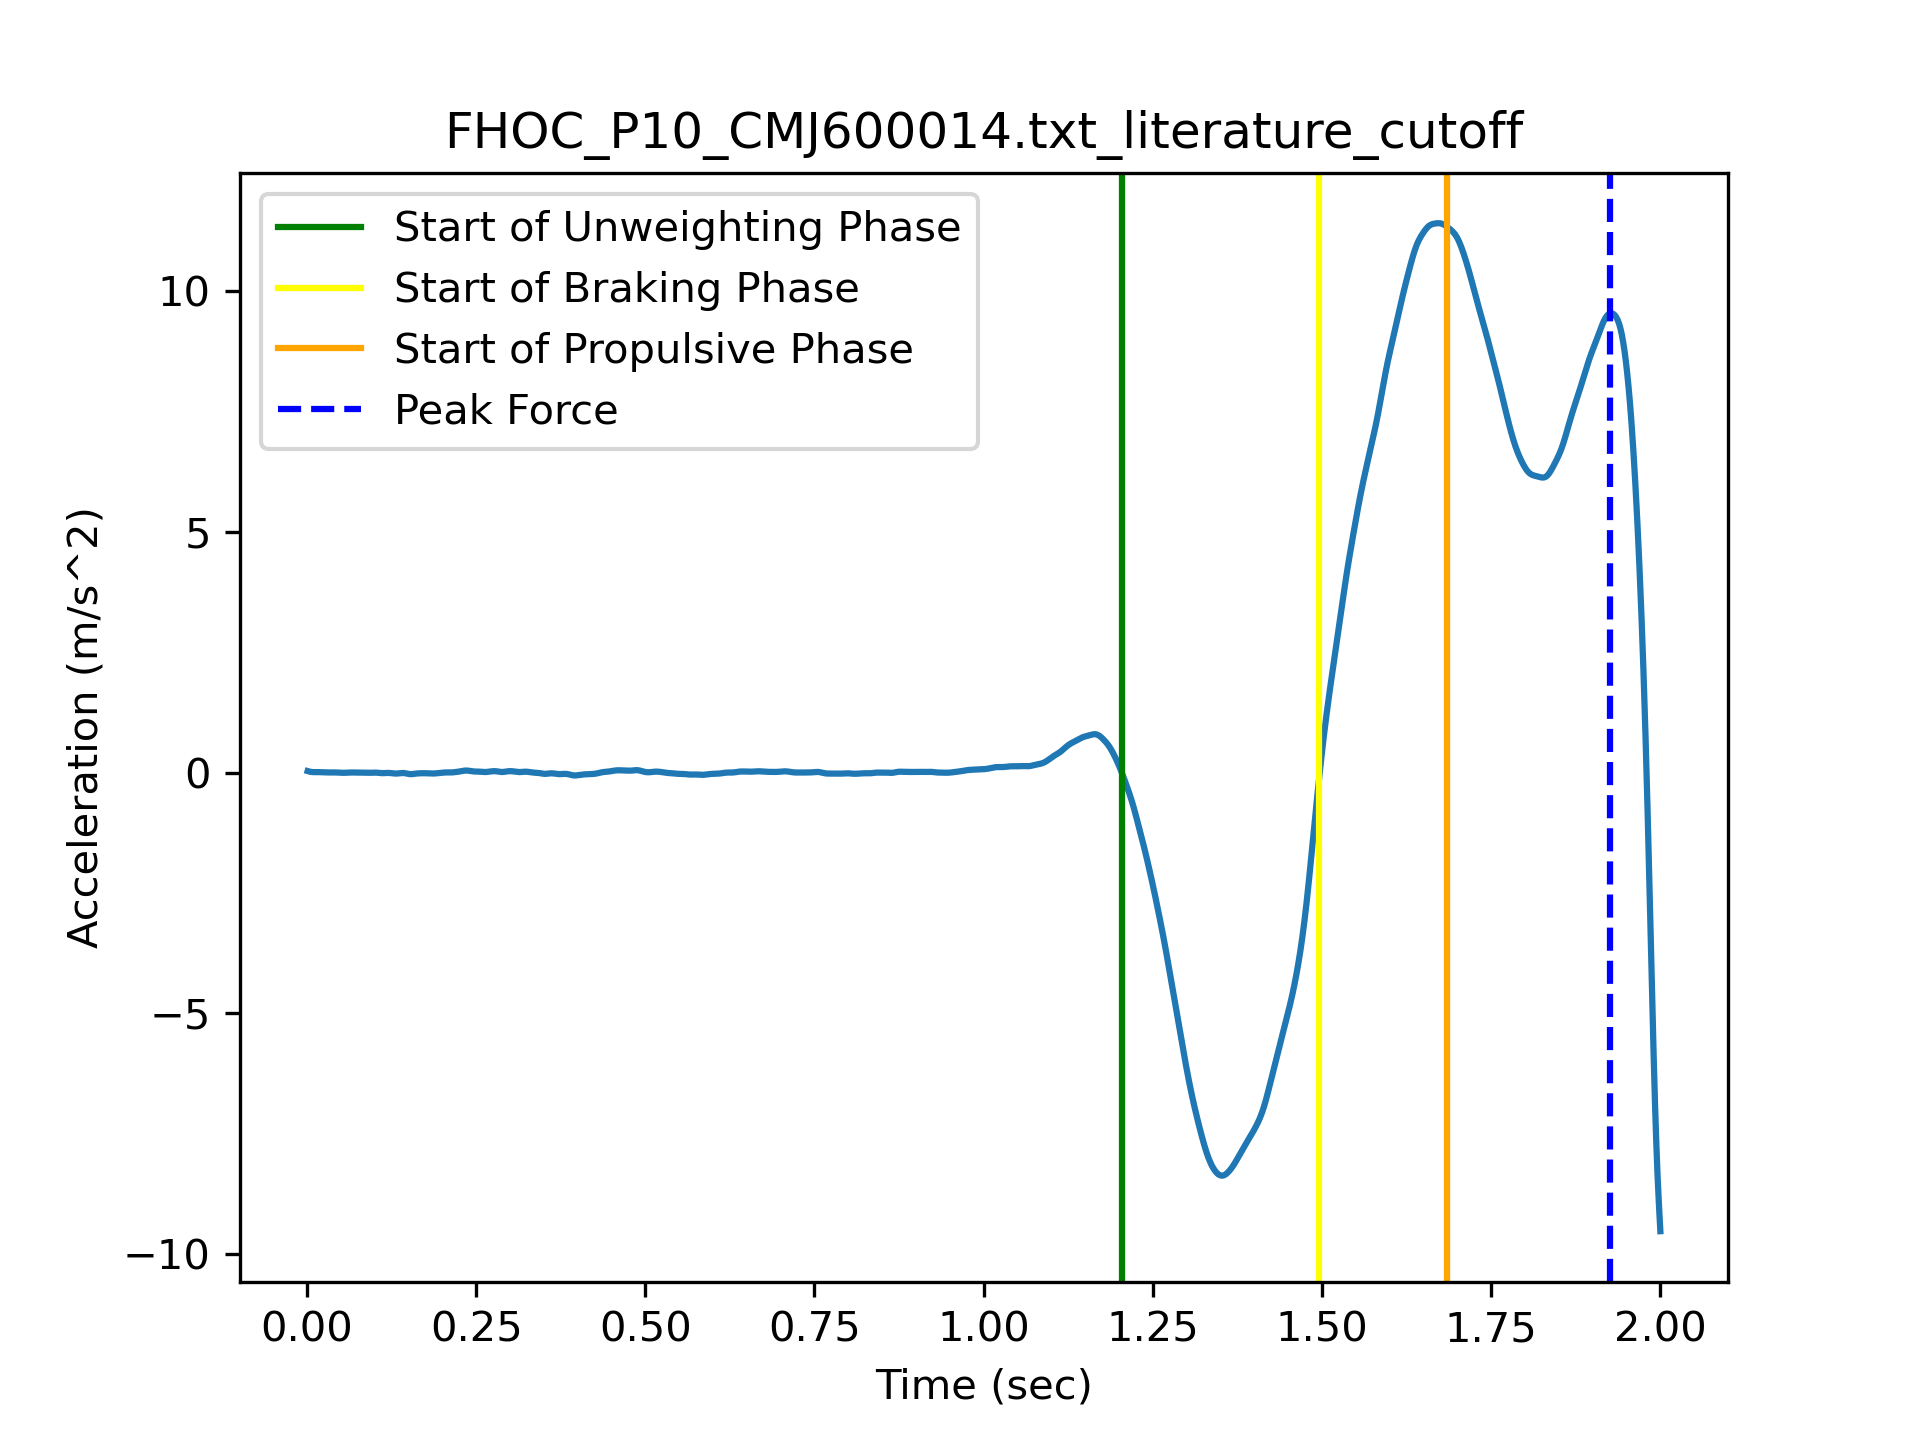 FHOC_P10_CMJ600014.txt_literature_cutoff
Start of Unweighting Phase
Start of Braking Phase
Start of Propulsive Phase
Peak Force
10
5
0
−5
−10
Acceleration (m/s^2)
0.00 0.25 0.50 0.75 1.00 1.25 1.50 1.75 2.00
Time (sec)